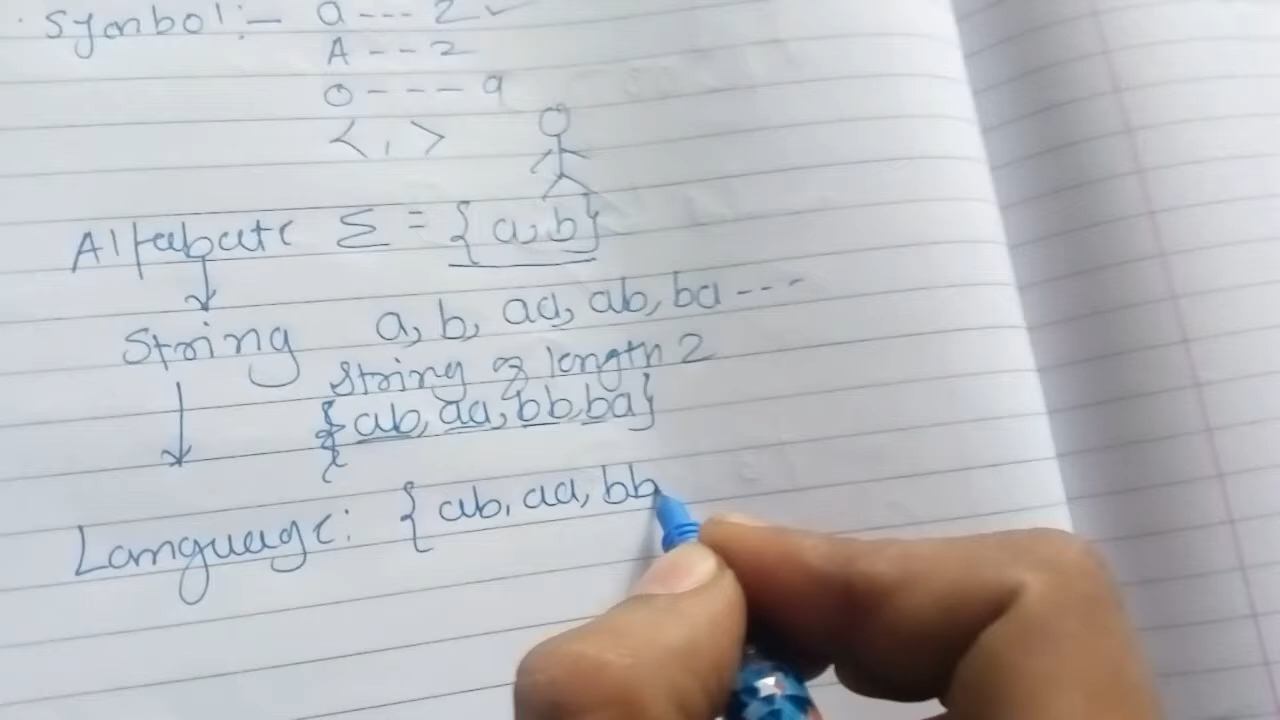 Symbol:- a --- z
A -- z
0 --- 9
< , >
Alfabate Σ = {a,b}
String a, b, aa, ab, ba ---
String of length 2
{ab, aa, bb, ba}
{
Language: { ab, aa, bb